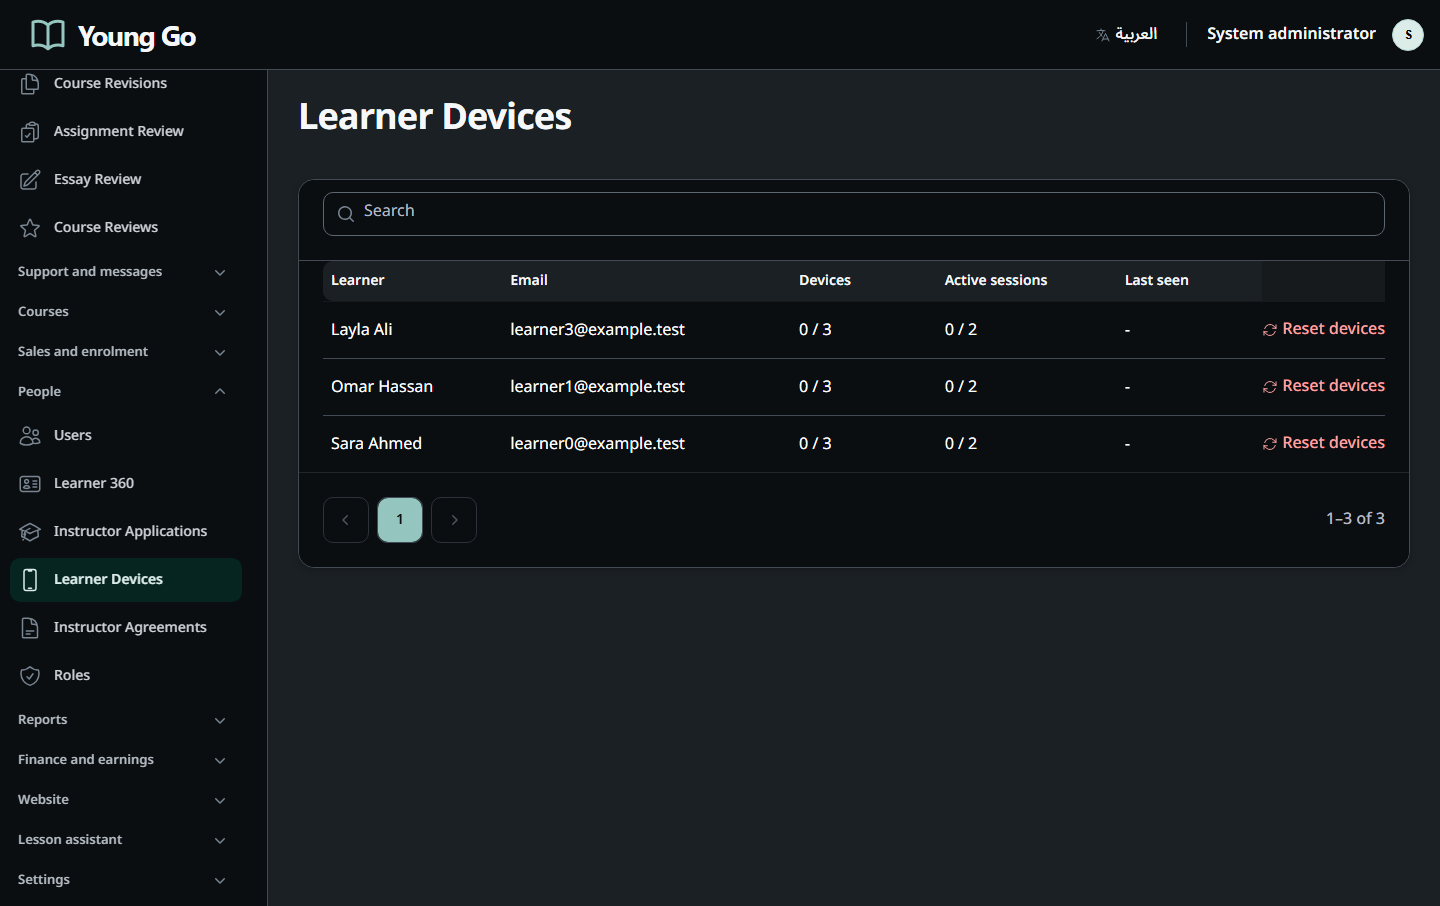 Young Go
العربية
System administrator
S
Course Revisions
Assignment Review
Essay Review
Course Reviews
Support and messages
Courses
Sales and enrolment
People
Users
Learner 360
Instructor Applications
Learner Devices
Instructor Agreements
Roles
Reports
Finance and earnings
Website
Lesson assistant
Settings
Learner Devices
Search
Learner Email Devices Active sessions Last seen
Layla Ali learner3@example.test 0 / 3 0 / 2 - Reset devices
Omar Hassan learner1@example.test 0 / 3 0 / 2 - Reset devices
Sara Ahmed learner0@example.test 0 / 3 0 / 2 - Reset devices
1
1–3 of 3